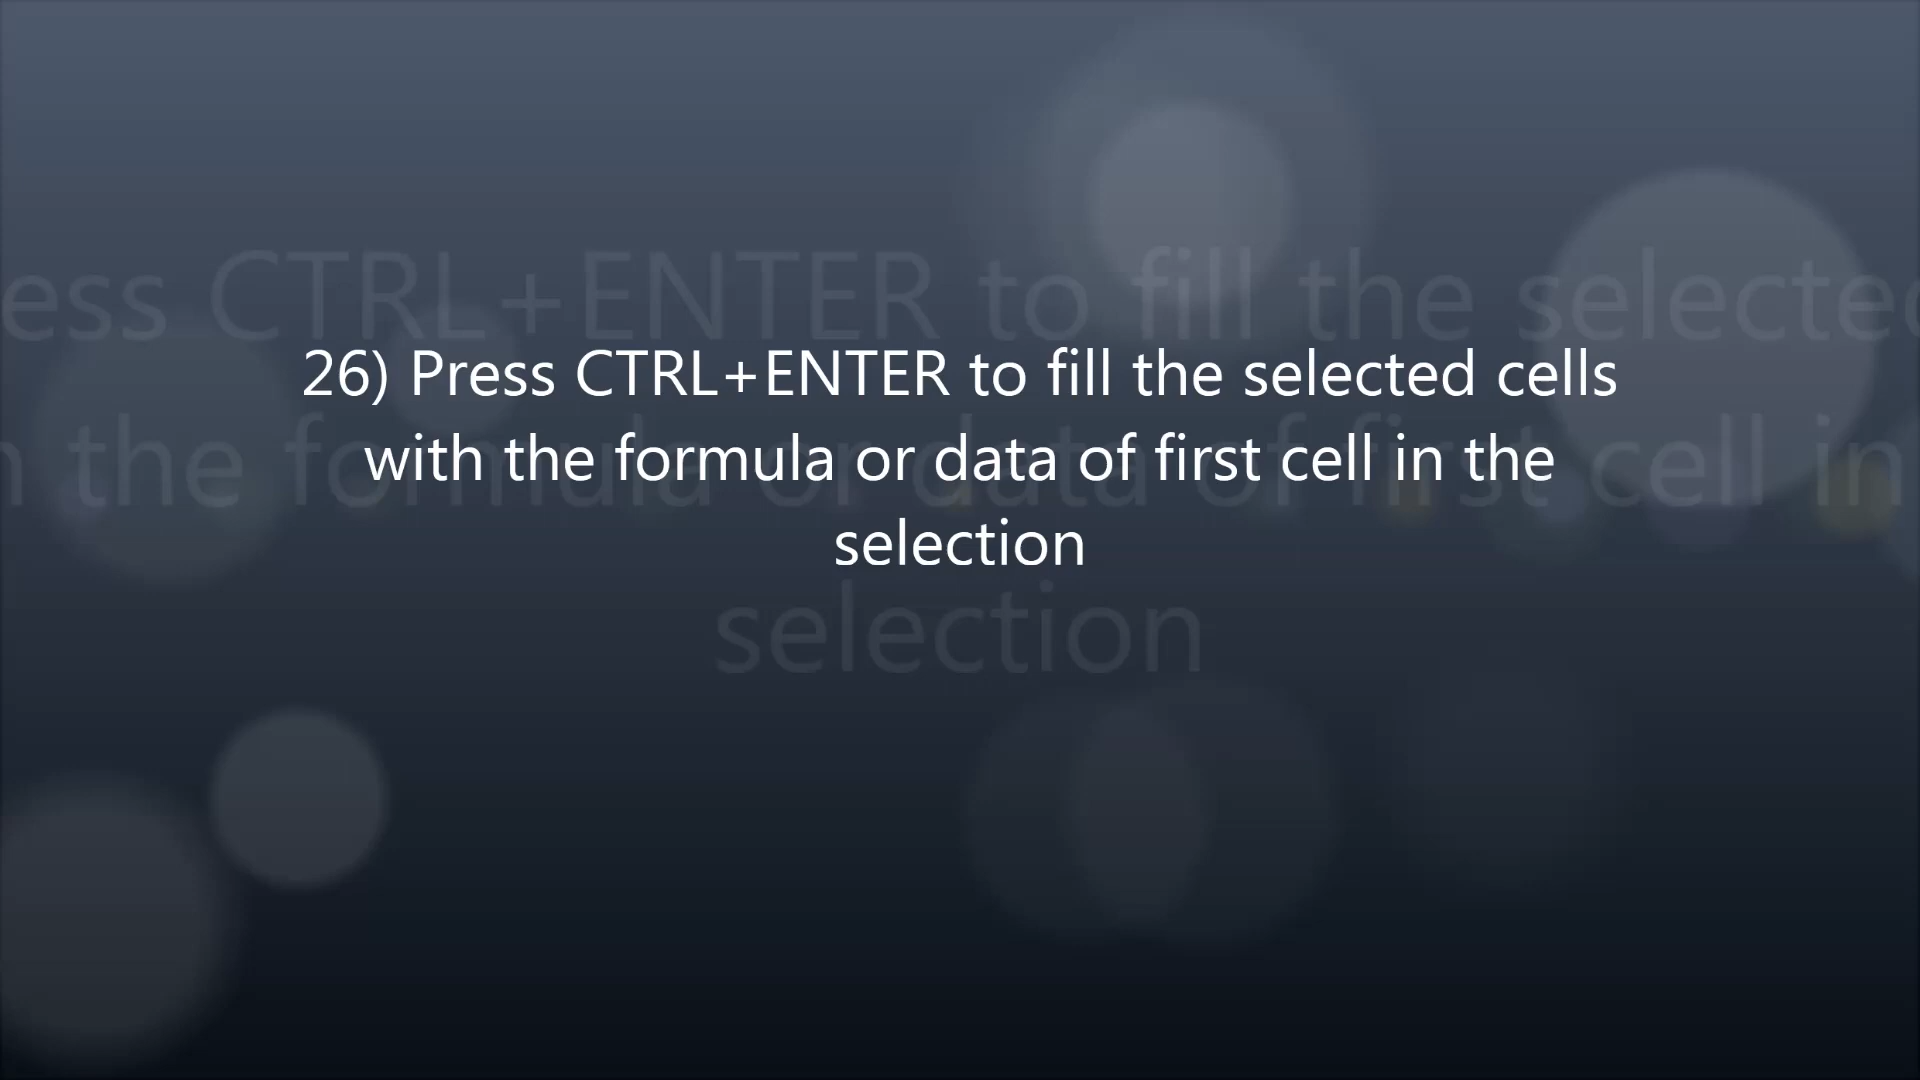 26) Press CTRL+ENTER to fill the selected cells
with the formula or data of first cell in the
selection